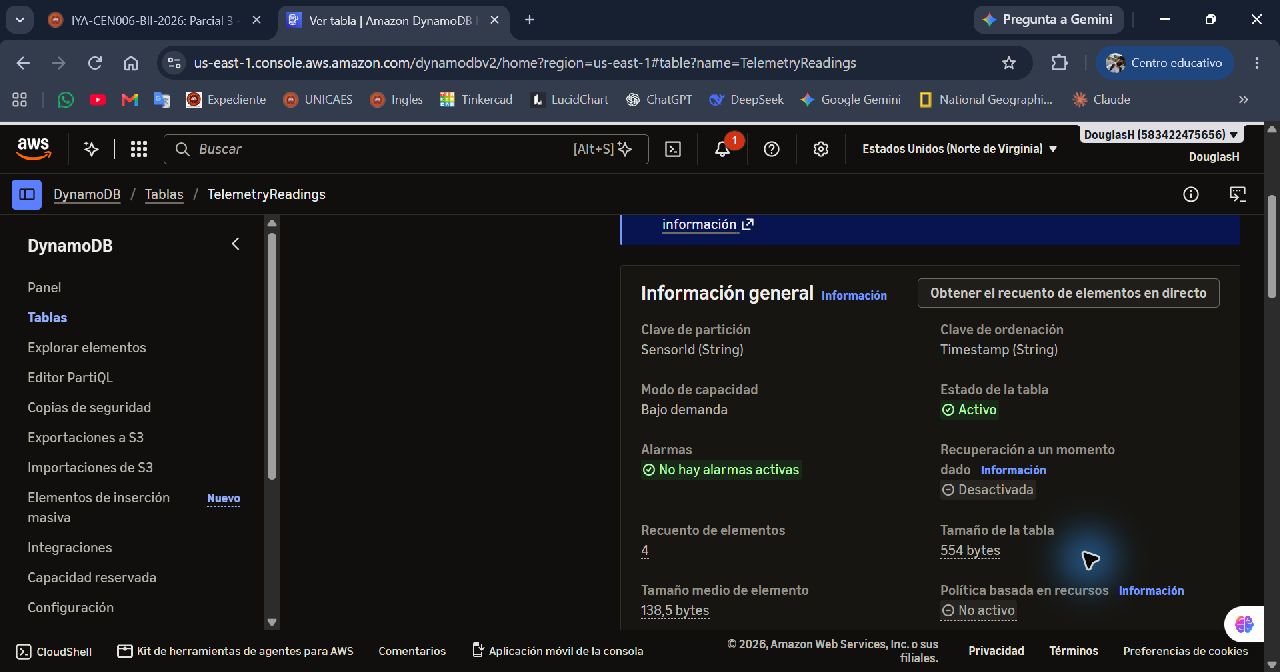 IYA-CEN006-BII-2026: Parcial 3 -
Ver tabla | Amazon DynamoDB |
Pregunta a Gemini
us-east-1.console.aws.amazon.com/dynamodbv2/home?region=us-east-1#table?name=TelemetryReadings
Centro educativo
Expediente
UNICAES
Ingles
Tinkercad
LucidChart
ChatGPT
DeepSeek
Google Gemini
National Geographi...
Claude
aws
Buscar
[Alt+S]
1
Estados Unidos (Norte de Virginia)
DouglasH (583422475656)
DouglasH
DynamoDB / Tablas / TelemetryReadings
DynamoDB
Panel
Tablas
Explorar elementos
Editor PartiQL
Copias de seguridad
Exportaciones a S3
Importaciones de S3
Elementos de inserción masiva
Nuevo
Integraciones
Capacidad reservada
Configuración
información
Información general Información
Obtener el recuento de elementos en directo
Clave de partición
SensorId (String)
Clave de ordenación
Timestamp (String)
Modo de capacidad
Bajo demanda
Estado de la tabla
Activo
Alarmas
No hay alarmas activas
Recuperación a un momento
dado Información
Desactivada
Recuento de elementos
4
Tamaño de la tabla
554 bytes
Tamaño medio de elemento
138,5 bytes
Política basada en recursos Información
No activo
CloudShell
Kit de herramientas de agentes para AWS
Comentarios
Aplicación móvil de la consola
© 2026, Amazon Web Services, Inc. o sus
filiales.
Privacidad
Términos
Preferencias de cookies